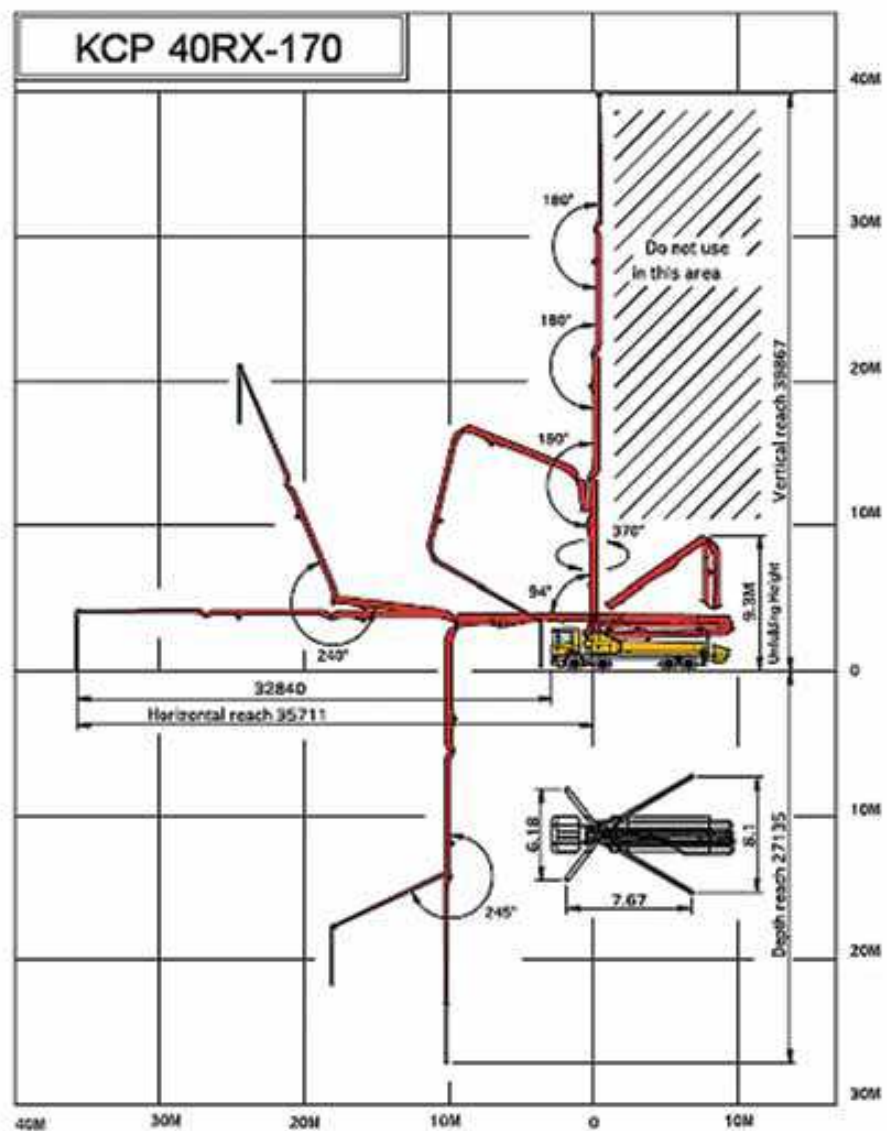 KCP 40RX-170
40M
180°
Do not use
in this area
30M
180°
Vertical reach 39867
20M
180°
10M
370°
94°
9.3M
Unfolding Height
240°
0
32840
Horizontal reach 35711
10M
6.18
8.1
7.67
Depth reach 27135
245°
20M
30M
40M
30M
20M
10M
0
10M